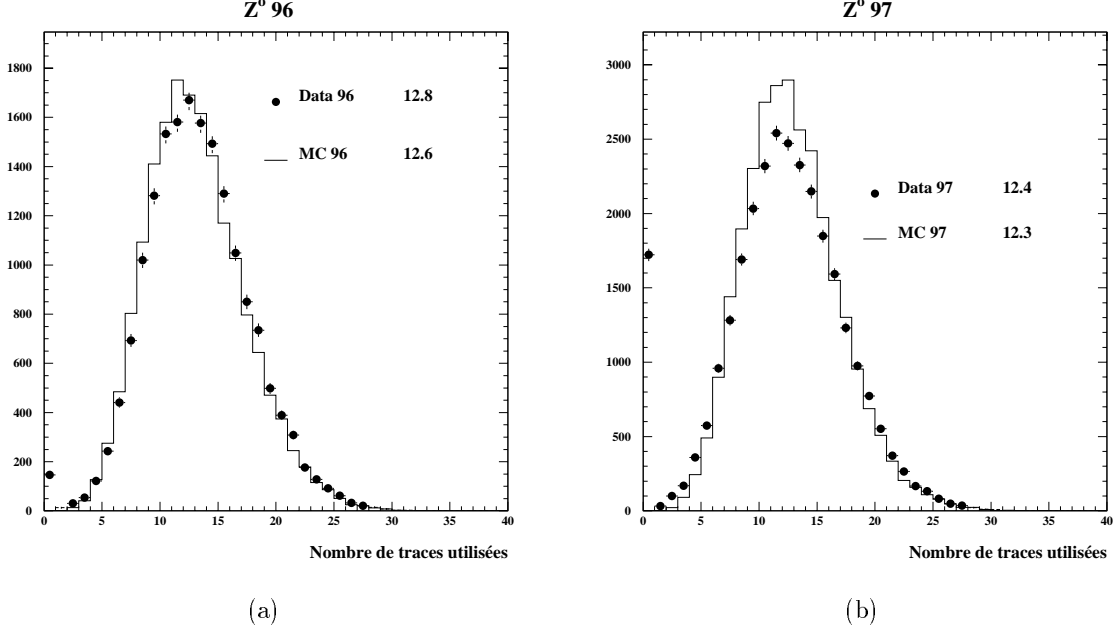 Z° 96
1800
1600
1400
1200
1000
800
600
400
200
0
0 5 10 15 20 25 30 35 40
Data 96 12.8
MC 96 12.6
Nombre de traces utilisées
(a)
Z° 97
3000
2500
2000
1500
1000
500
0
0 5 10 15 20 25 30 35 40
Data 97 12.4
MC 97 12.3
Nombre de traces utilisées
(b)